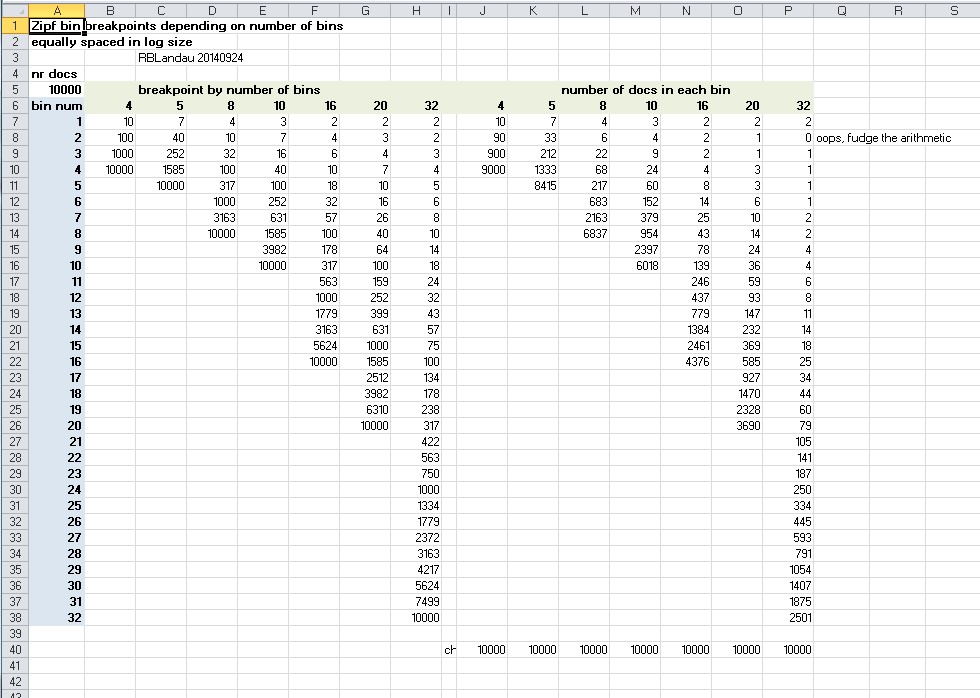 A B C D E F G H I J K L M N O P Q R S
1 Zipf bin breakpoints depending on number of bins
2 equally spaced in log size
3 RBLandau 20140924
4 nr docs
5 10000 breakpoint by number of bins number of docs in each bin
6 bin num 4 5 8 10 16 20 32 4 5 8 10 16 20 32
7 1 10 7 4 3 2 2 2 10 7 4 3 2 2 2
8 2 100 40 10 7 4 3 2 90 33 6 4 2 1 0 oops, fudge the arithmetic
9 3 1000 252 32 16 6 4 3 900 212 22 9 2 1 1
10 4 10000 1585 100 40 10 7 4 9000 1333 68 24 4 3 1
11 5 10000 317 100 18 10 5 8415 217 60 8 3 1
12 6 1000 252 32 16 6 683 152 14 6 1
13 7 3163 631 57 26 8 2163 379 25 10 2
14 8 10000 1585 100 40 10 6837 954 43 14 2
15 9 3982 178 64 14 2397 78 24 4
16 10 10000 317 100 18 6018 139 36 4
17 11 563 159 24 246 59 6
18 12 1000 252 32 437 93 8
19 13 1779 399 43 779 147 11
20 14 3163 631 57 1384 232 14
21 15 5624 1000 75 2461 369 18
22 16 10000 1585 100 4376 585 25
23 17 2512 134 927 34
24 18 3982 178 1470 44
25 19 6310 238 2328 60
26 20 10000 317 3690 79
27 21 422 105
28 22 563 141
29 23 750 187
30 24 1000 250
31 25 1334 334
32 26 1779 445
33 27 2372 593
34 28 3163 791
35 29 4217 1054
36 30 5624 1407
37 31 7499 1875
38 32 10000 2501
39
40 ch 10000 10000 10000 10000 10000 10000 10000
41
42
43